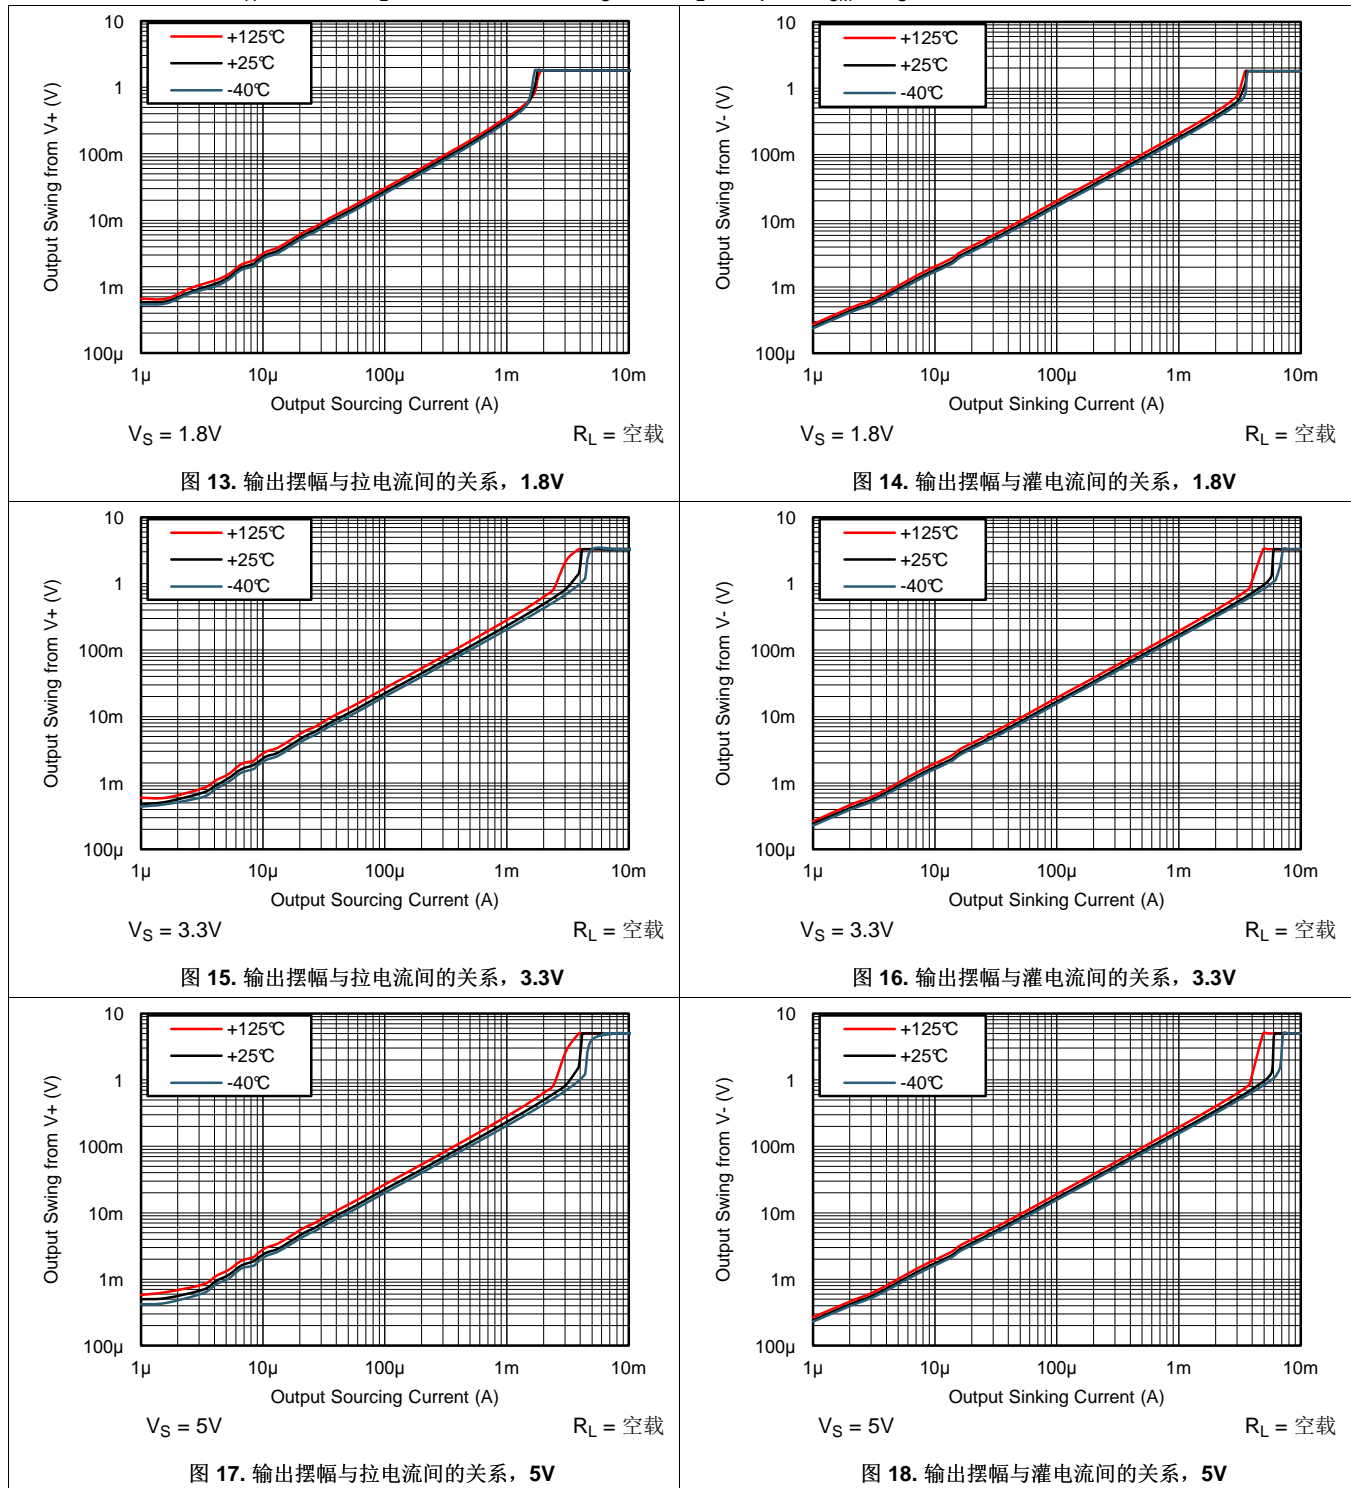 10
1
100m
10m
1m
100μ
Output Swing from V+ (V)
+125℃
+25℃
-40℃
1μ 10μ 100μ 1m 10m
Output Sourcing Current (A)
VS = 1.8V RL = 空载
图 13. 输出摆幅与拉电流间的关系，1.8V
10
1
100m
10m
1m
100μ
Output Swing from V- (V)
+125℃
+25℃
-40℃
1μ 10μ 100μ 1m 10m
Output Sinking Current (A)
VS = 1.8V RL = 空载
图 14. 输出摆幅与灌电流间的关系，1.8V
10
1
100m
10m
1m
100μ
Output Swing from V+ (V)
+125℃
+25℃
-40℃
1μ 10μ 100μ 1m 10m
Output Sourcing Current (A)
VS = 3.3V RL = 空载
图 15. 输出摆幅与拉电流间的关系，3.3V
10
1
100m
10m
1m
100μ
Output Swing from V- (V)
+125℃
+25℃
-40℃
1μ 10μ 100μ 1m 10m
Output Sinking Current (A)
VS = 3.3V RL = 空载
图 16. 输出摆幅与灌电流间的关系，3.3V
10
1
100m
10m
1m
100μ
Output Swing from V+ (V)
+125℃
+25℃
-40℃
1μ 10μ 100μ 1m 10m
Output Sourcing Current (A)
VS = 5V RL = 空载
图 17. 输出摆幅与拉电流间的关系，5V
10
1
100m
10m
1m
100μ
Output Swing from V- (V)
+125℃
+25℃
-40℃
1μ 10μ 100μ 1m 10m
Output Sinking Current (A)
VS = 5V RL = 空载
图 18. 输出摆幅与灌电流间的关系，5V